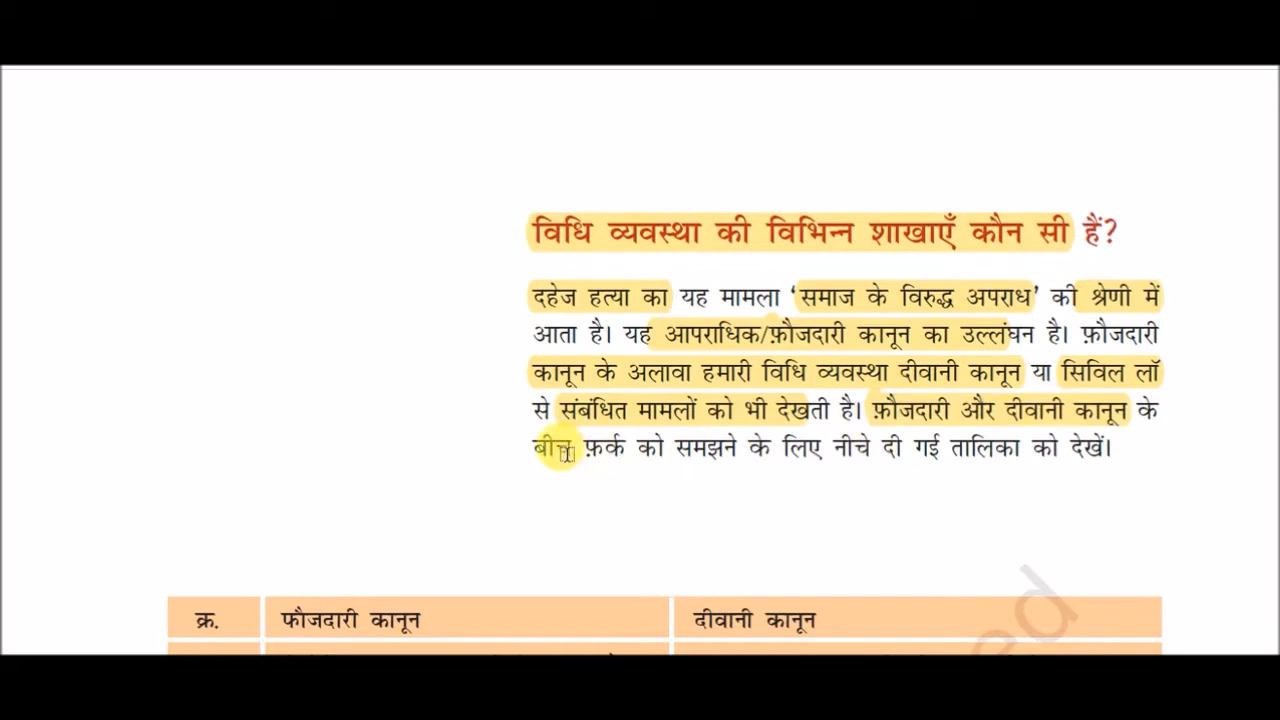 विधि व्यवस्था की विभिन्न शाखाएँ कौन सी हैं?
दहेज हत्या का यह मामला ‘समाज के विरुद्ध अपराध’ की श्रेणी में
आता है। यह आपराधिक/फ़ौजदारी कानून का उल्लंघन है। फ़ौजदारी
कानून के अलावा हमारी विधि व्यवस्था दीवानी कानून या सिविल लॉ
से संबंधित मामलों को भी देखती है। फ़ौजदारी और दीवानी कानून के
बीच फ़र्क को समझने के लिए नीचे दी गई तालिका को देखें।
क्र. फौजदारी कानून दीवानी कानून